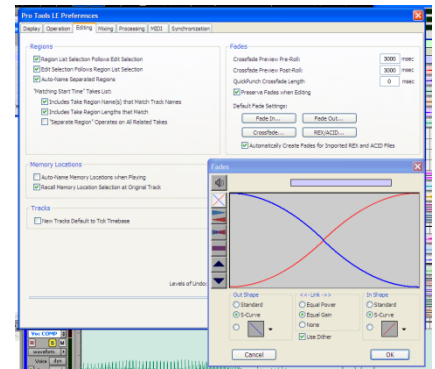 Pro Tools LE Preferences
Display Operation Editing Mixing Processing MIDI Synchronization
Regions
Region List Selection Follows Edit Selection
Edit Selection Follows Region List Selection
Auto-Name Separated Regions
"Matching Start Time" Takes List:
Includes Take Region Name(s) that Match Track Names
Includes Take Region Lengths that Match
"Separate Region" Operates on All Related Takes
Fades
Crossfade Preview Pre-Roll: 3000 msec
Crossfade Preview Post-Roll: 3000 msec
QuickPunch Crossfade Length 0 msec
Preserve Fades when Editing
Default Fade Settings:
Fade In... Fade Out...
Crossfade... REX/ACID...
Automatically Create Fades for Imported REX and ACID Files
Memory Locations
Auto-Name Memory Locations when Playing
Recall Memory Location Selection at Original Track
Tracks
New Tracks Default to Tick Timebase
Levels of Undo:
Fades
Out Shape
Standard
S-Curve
<<-Link ->>
Equal Power
Equal Gain
None
Use Dither
In Shape
Standard
S-Curve
Cancel OK
Voc COMP
S M
waveform
Voice dyn